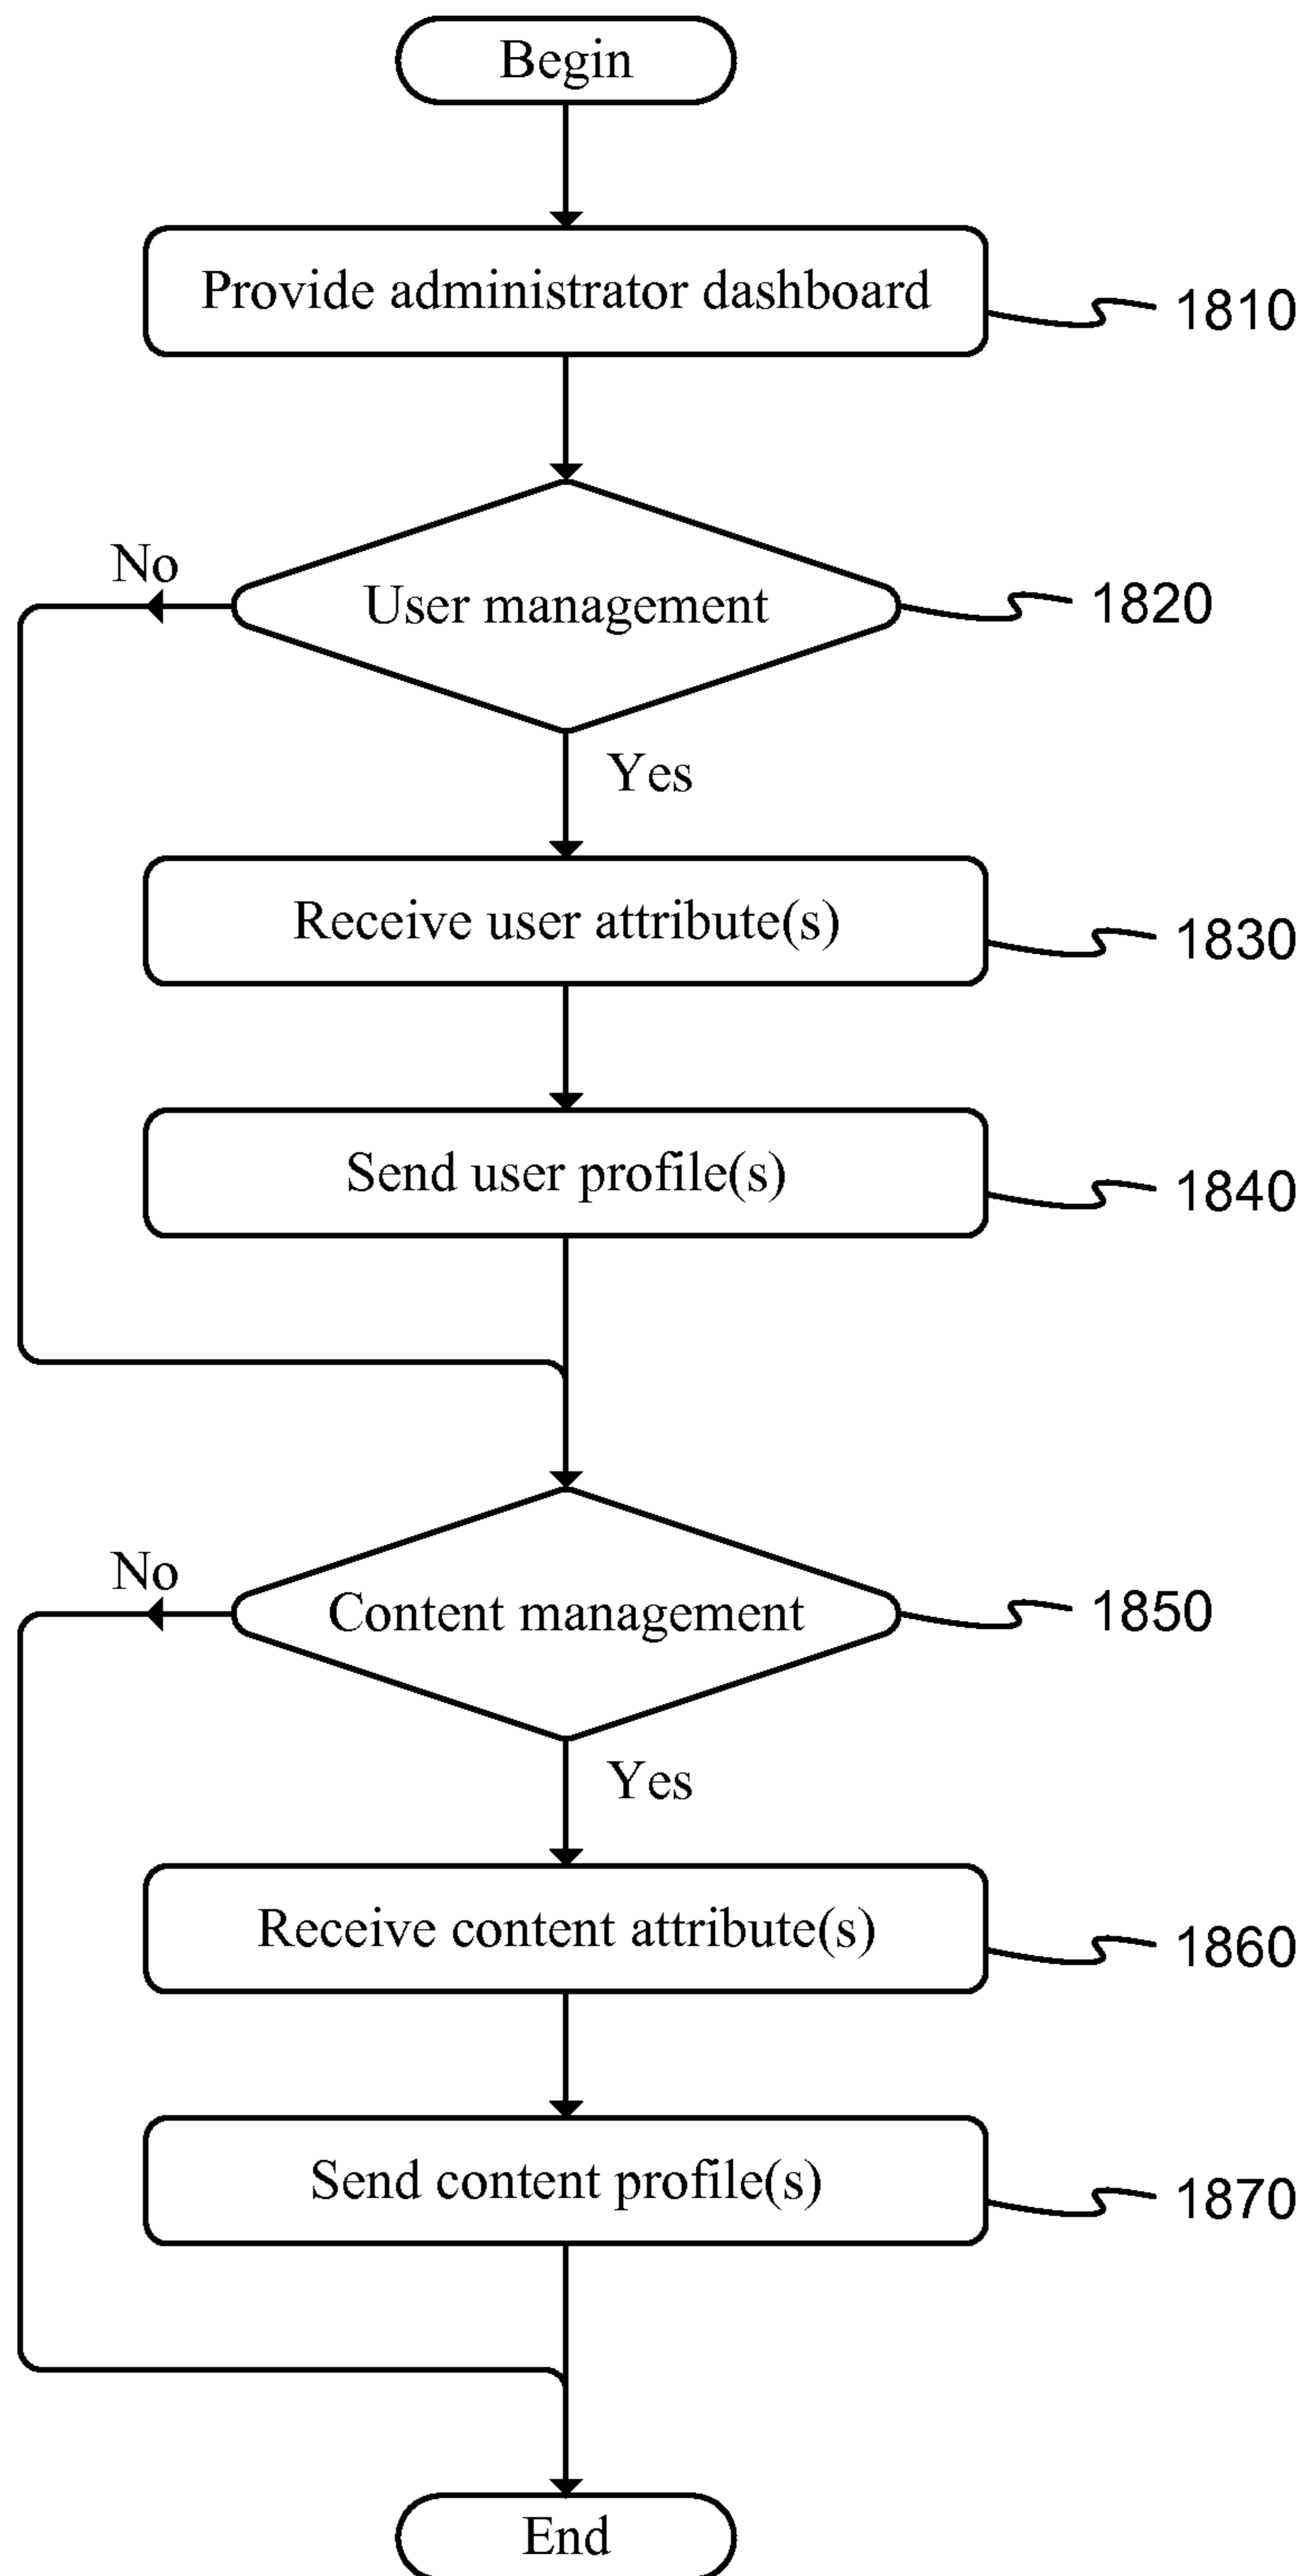 Begin
Provide administrator dashboard
1810
No
User management
1820
Yes
Receive user attribute(s)
1830
Send user profile(s)
1840
No
Content management
1850
Yes
Receive content attribute(s)
1860
Send content profile(s)
1870
End